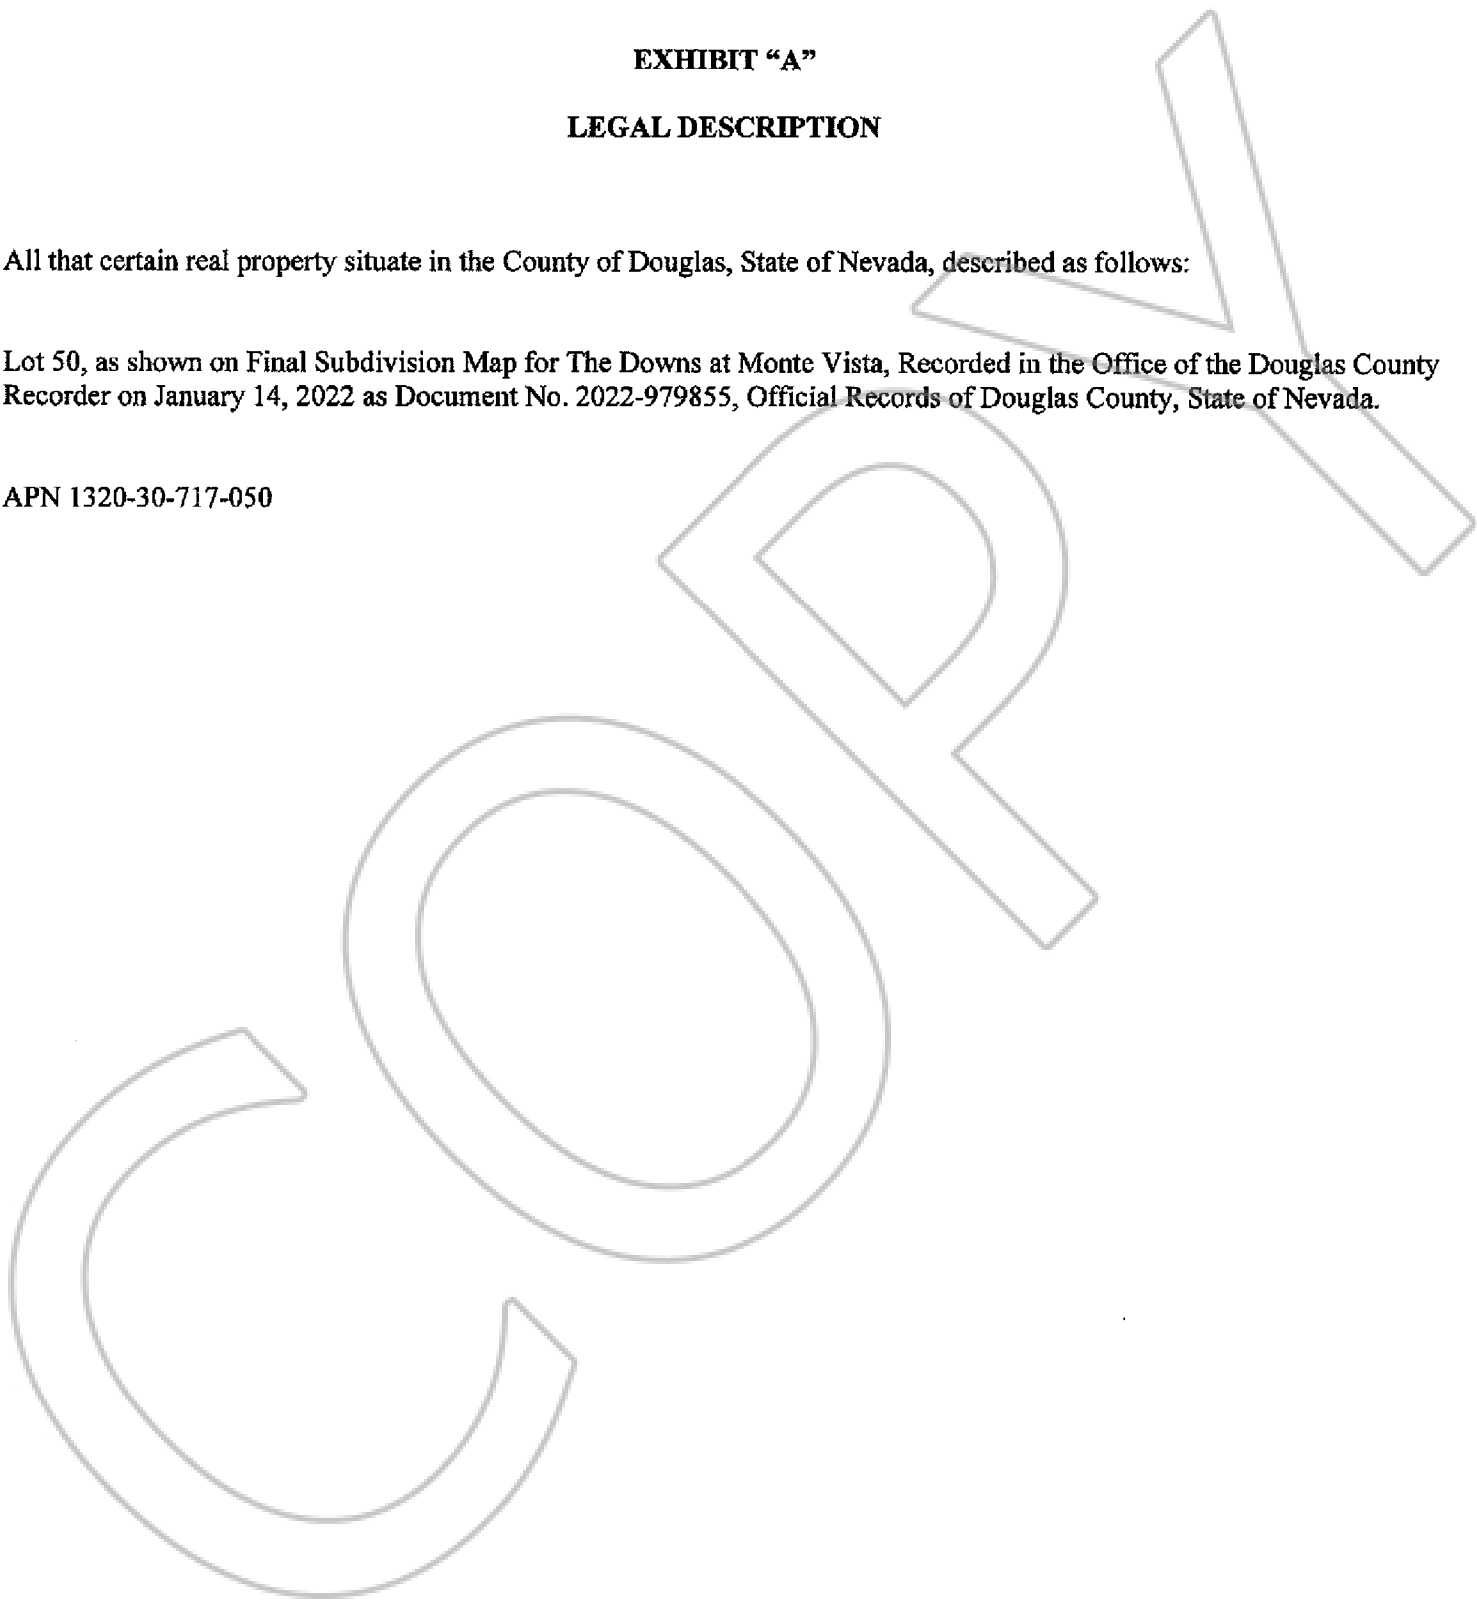 EXHIBIT “A”
LEGAL DESCRIPTION
All that certain real property situate in the County of Douglas, State of Nevada, described as follows:
Lot 50, as shown on Final Subdivision Map for The Downs at Monte Vista, Recorded in the Office of the Douglas County
Recorder on January 14, 2022 as Document No. 2022-979855, Official Records of Douglas County, State of Nevada.
APN 1320-30-717-050
COPY